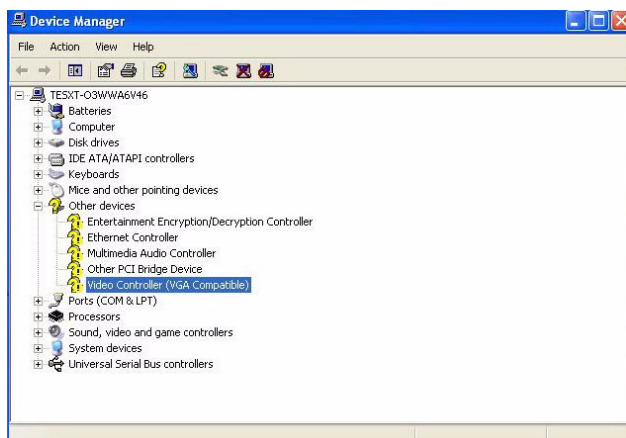 Device Manager
File Action View Help
TESXT-O3WWA6V46
Batteries
Computer
Disk drives
IDE ATA/ATAPI controllers
Keyboards
Mice and other pointing devices
Other devices
Entertainment Encryption/Decryption Controller
Ethernet Controller
Multimedia Audio Controller
Other PCI Bridge Device
Video Controller (VGA Compatible)
Ports (COM & LPT)
Processors
Sound, video and game controllers
System devices
Universal Serial Bus controllers